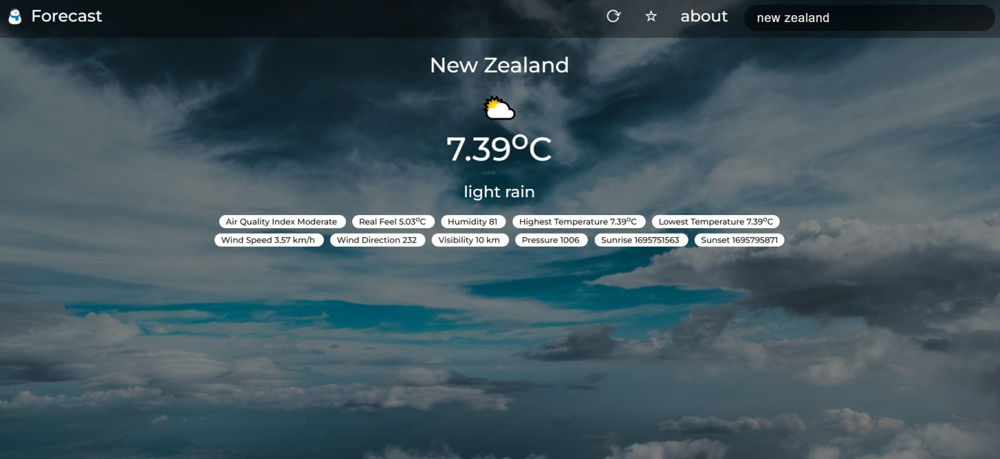 Forecast about new zealand
New Zealand
7.39°C
light rain
Air Quality Index Moderate Real Feel 5.03°C Humidity 81 Highest Temperature 7.39°C Lowest Temperature 7.39°C
Wind Speed 3.57 km/h Wind Direction 232 Visibility 10 km Pressure 1006 Sunrise 1695751563 Sunset 1695795871